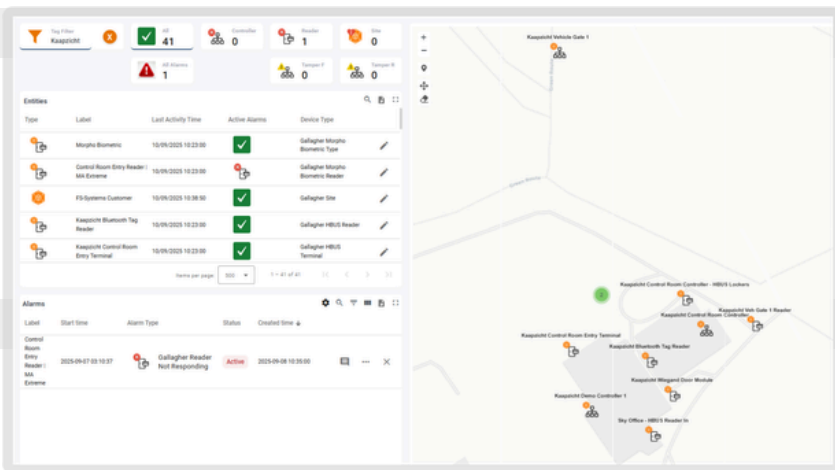 Tag Filter
Kaapzicht
All
41
Controller
0
Reader
1
Site
0
All Alarms
1
Tamper F
0
Tamper R
0
Entities
Type Label Last Activity Time Active Alarms Device Type
Morpho Biometric 10/09/2025 10:23:00 Gallagher Morpho
Biometric Type
Control Room Entry Reader :
MA Extreme 10/09/2025 10:23:00 Gallagher Morpho
Biometric Reader
FS-Systems Customer 10/09/2025 10:38:50 Gallagher Site
Kaapzicht Bluetooth Tag
Reader 10/09/2025 10:23:00 Gallagher HBUS Reader
Kaapzicht Control Room
Entry Terminal 10/09/2025 10:23:00 Gallagher HBUS
Terminal
Items per page: 500 1 – 41 of 41
Alarms
Label Start time Alarm Type Status Created time
Control
Room
Entry
Reader :
MA
Extreme
2025-09-07 03:10:37 Gallagher Reader
Not Responding Active 2025-09-08 10:35:00
Kaapzicht Vehicle Gate 1
Kaapzicht Control Room Controller - HBUS Lockers
Kaapzicht Veh Gate 1 Reader
Kaapzicht Control Room Controller
Kaapzicht Control Room Entry Terminal
Kaapzicht Bluetooth Tag Reader
Kaapzicht Wiegand Door Module
Kaapzicht Demo Controller 1
Sky Office - HBUS Reader In